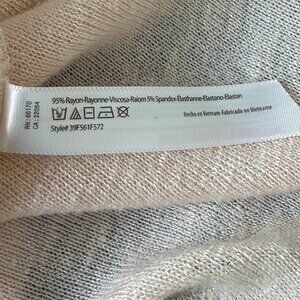 RN: 66170
CA: 32054
95% Rayon-Rayonne-Viscosa-Raiom 5% Spandex-Élasthanne-Elastano-Elastan
Hecho en Vietnam-Fabricado no Vietname
Style# 39F561F572